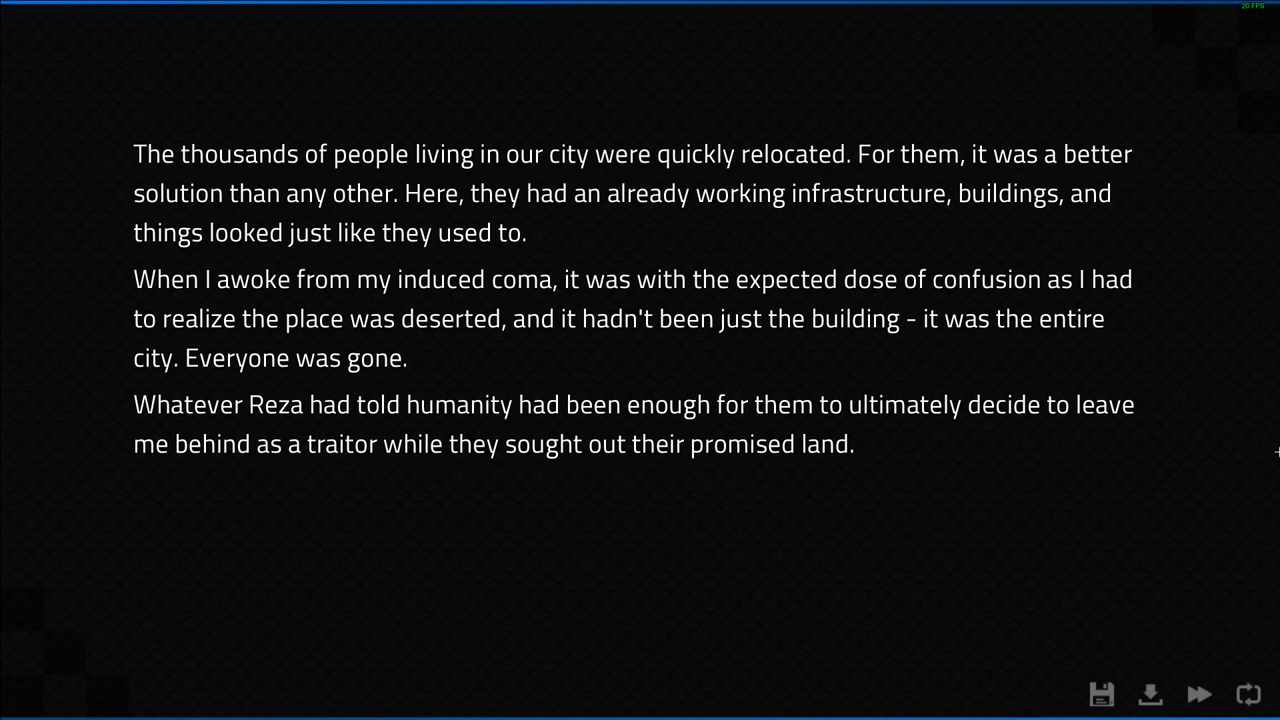 20 FPS
The thousands of people living in our city were quickly relocated. For them, it was a better
solution than any other. Here, they had an already working infrastructure, buildings, and
things looked just like they used to.
When I awoke from my induced coma, it was with the expected dose of confusion as I had
to realize the place was deserted, and it hadn't been just the building - it was the entire
city. Everyone was gone.
Whatever Reza had told humanity had been enough for them to ultimately decide to leave
me behind as a traitor while they sought out their promised land.